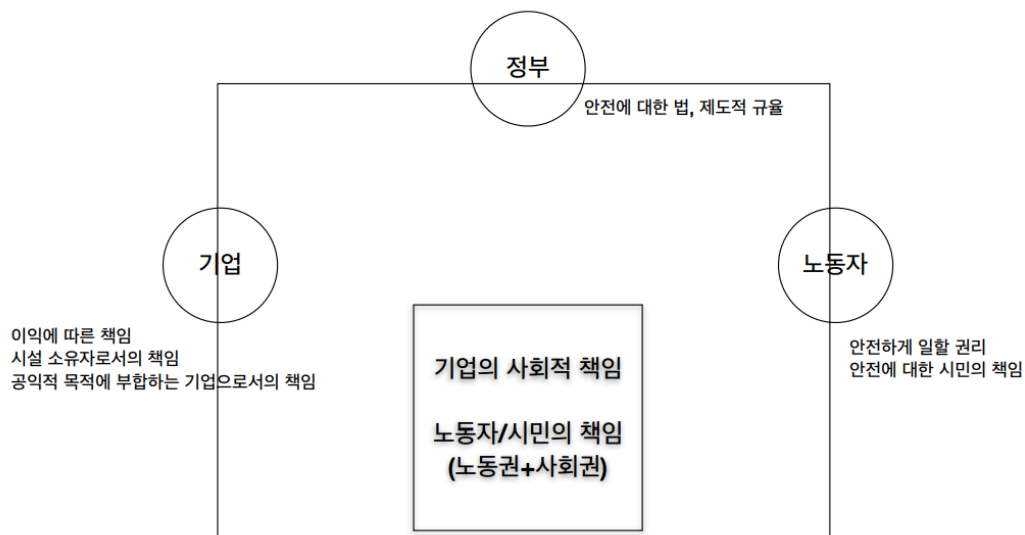 정부
안전에 대한 법, 제도적 규율
기업
노동자
이익에 따른 책임
시설 소유자로서의 책임
공익적 목적에 부합하는 기업으로서의 책임
안전하게 일할 권리
안전에 대한 시민의 책임
기업의 사회적 책임
노동자/시민의 책임
(노동권+사회권)